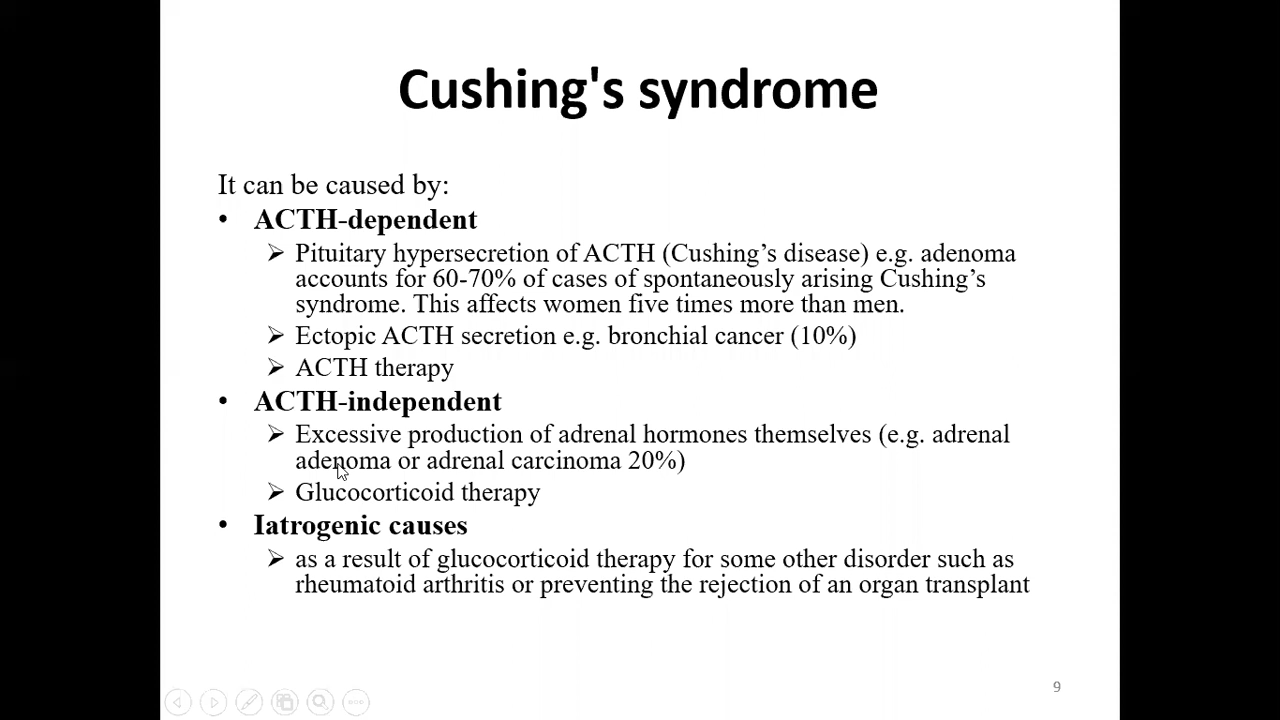 Cushing's syndrome
It can be caused by:
• ACTH-dependent
➢ Pituitary hypersecretion of ACTH (Cushing’s disease) e.g. adenoma
accounts for 60-70% of cases of spontaneously arising Cushing’s
syndrome. This affects women five times more than men.
➢ Ectopic ACTH secretion e.g. bronchial cancer (10%)
➢ ACTH therapy
• ACTH-independent
➢ Excessive production of adrenal hormones themselves (e.g. adrenal
adenoma or adrenal carcinoma 20%)
➢ Glucocorticoid therapy
• Iatrogenic causes
➢ as a result of glucocorticoid therapy for some other disorder such as
rheumatoid arthritis or preventing the rejection of an organ transplant
9